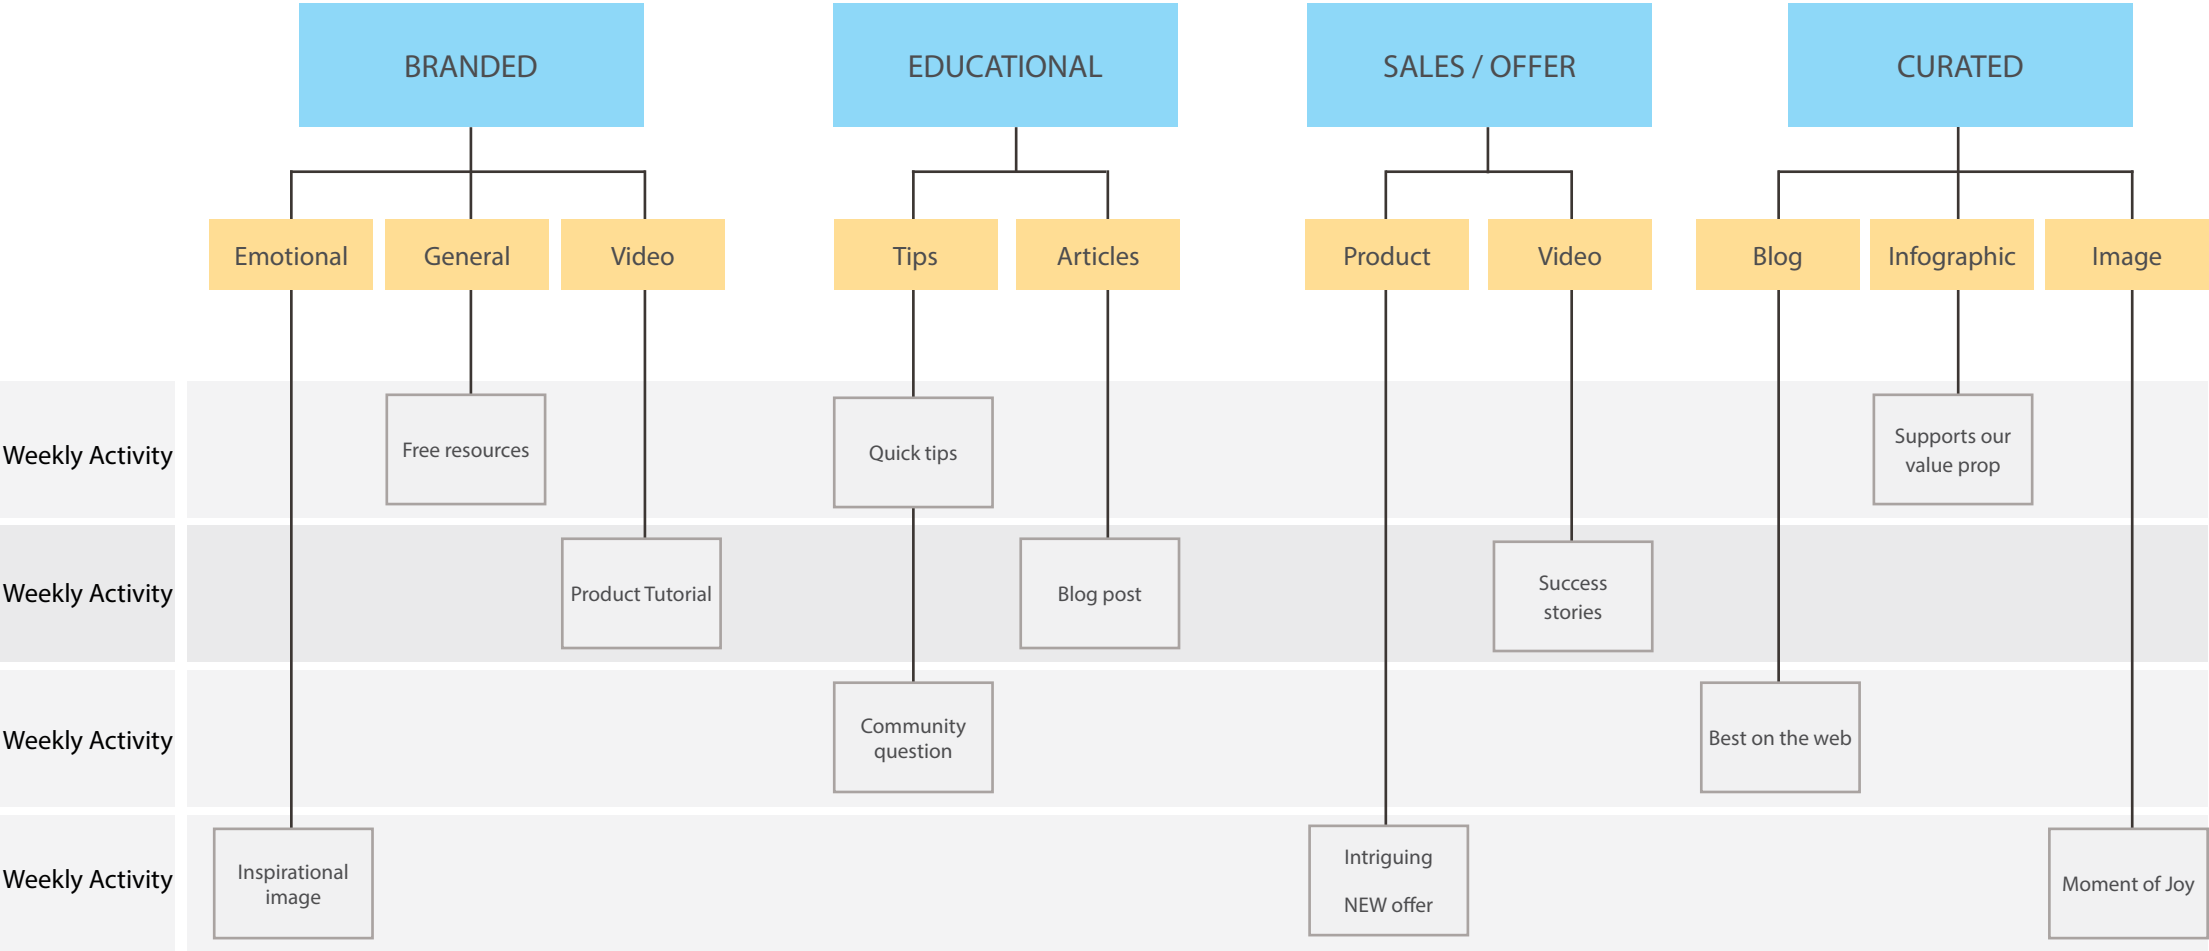 BRANDED
EDUCATIONAL
SALES / OFFER
CURATED
Emotional
General
Video
Tips
Articles
Product
Video
Blog
Infographic
Image
Weekly Activity
Free resources
Quick tips
Supports our
value prop
Weekly Activity
Product Tutorial
Blog post
Success
stories
Weekly Activity
Community
question
Best on the web
Weekly Activity
Inspirational
image
Intriguing
NEW offer
Moment of Joy